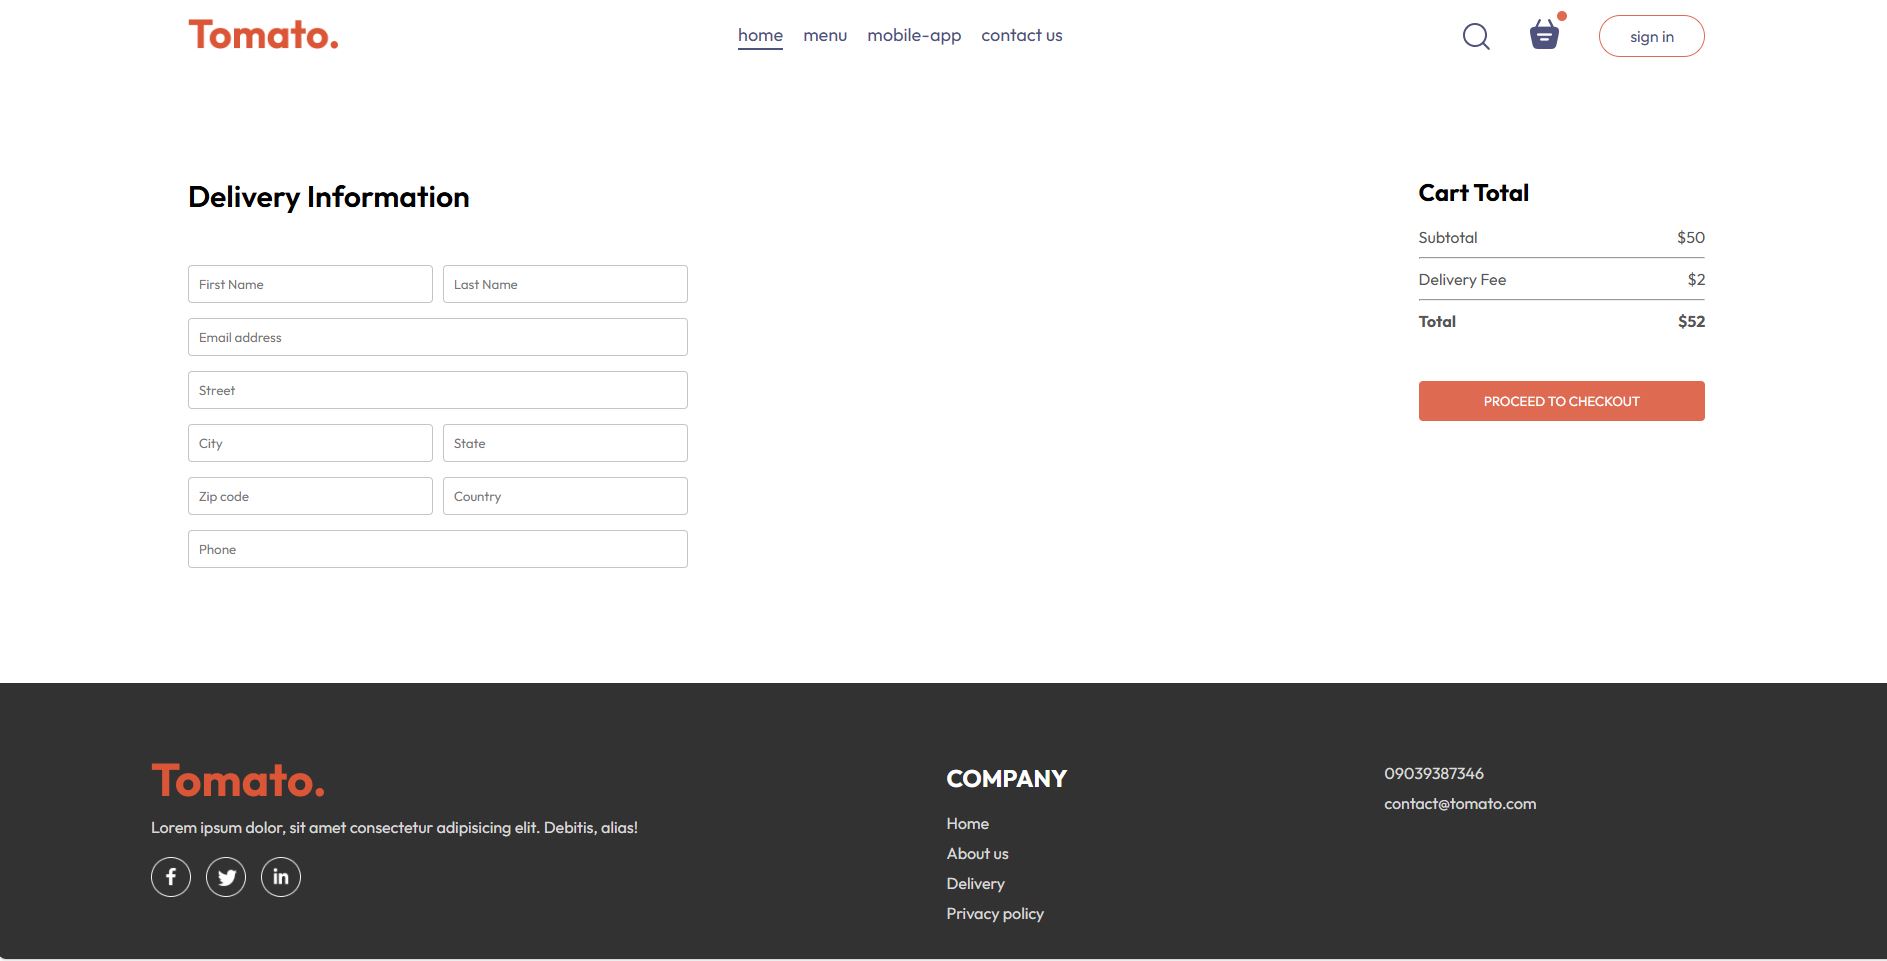 Tomato.
home menu mobile-app contact us
sign in
Delivery Information
First Name Last Name
Email address
Street
City State
Zip code Country
Phone
Cart Total
Subtotal $50
Delivery Fee $2
Total $52
PROCEED TO CHECKOUT
Tomato.
Lorem ipsum dolor, sit amet consectetur adipisicing elit. Debitis, alias!
f
in
COMPANY
Home
About us
Delivery
Privacy policy
09039387346
contact@tomato.com